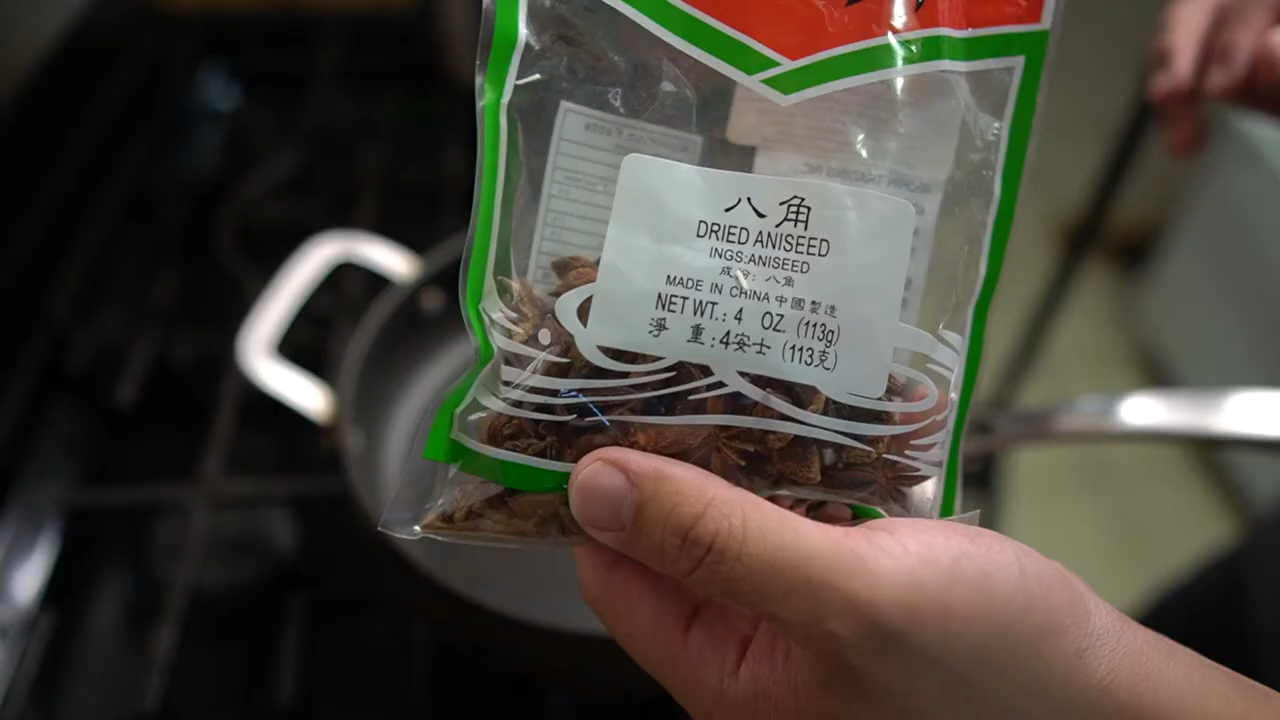 八角
DRIED ANISEED
INGS:ANISEED
成份: 八角
MADE IN CHINA 中國製造
NET WT.: 4 OZ. (113g)
淨 重:4安士 (113克)